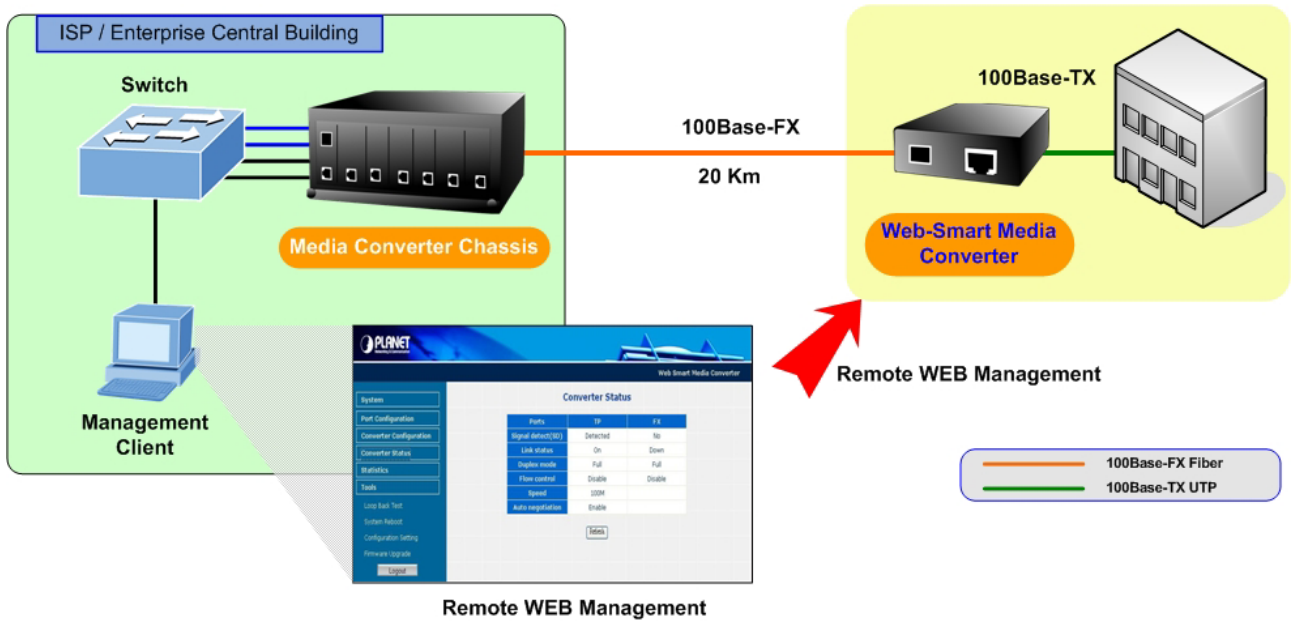 ISP / Enterprise Central Building
Switch
100Base-TX
100Base-FX
20 Km
Media Converter Chassis
Web-Smart Media
Converter
Management
Client
PLANET
Networking & Communication
Web Smart Media Converter
System
Port Configuration
Converter Configuration
Converter Status
Statistics
Tools
Loop Back Test
System Reboot
Configuration Setting
Firmware Upgrade
Logout
Converter Status
Ports TP FX
Signal detect(SD) Detected No
Link status On Down
Duplex mode Full Full
Flow control Disable Disable
Speed 100M
Auto negotiation Enable
Refresh
Remote WEB Management
Remote WEB Management
100Base-FX Fiber
100Base-TX UTP